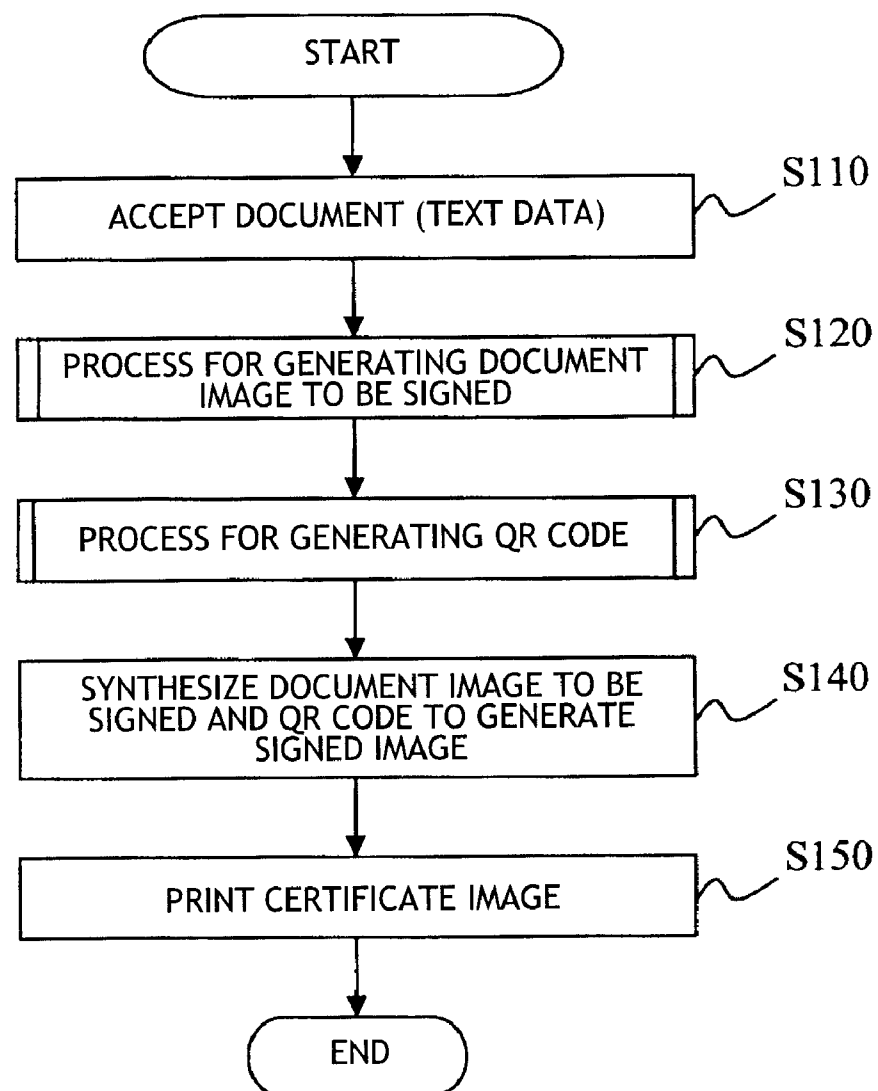 START
S110
ACCEPT DOCUMENT (TEXT DATA)
S120
PROCESS FOR GENERATING DOCUMENT
IMAGE TO BE SIGNED
S130
PROCESS FOR GENERATING QR CODE
S140
SYNTHESIZE DOCUMENT IMAGE TO BE
SIGNED AND QR CODE TO GENERATE
SIGNED IMAGE
S150
PRINT CERTIFICATE IMAGE
END